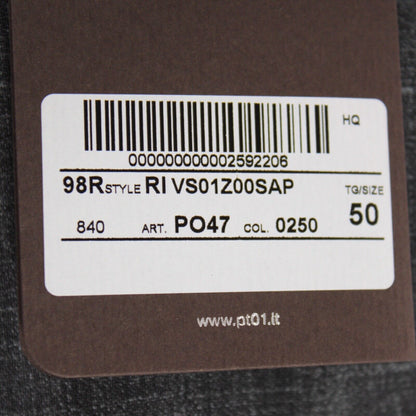 HQ
000000000002592206
98R STYLE RI VS01Z00SAP TG/SIZE
840 ART. PO47 COL. 0250 50
www.pt01.it